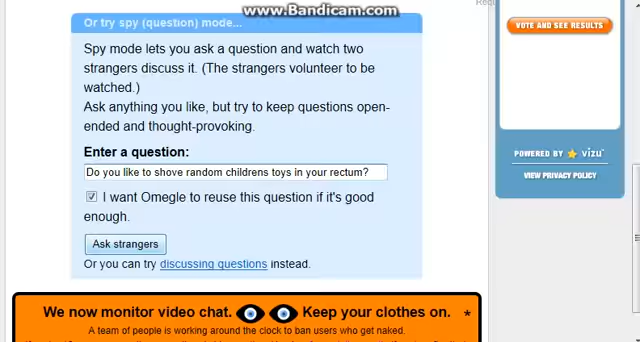 www.Bandicam.com
Or try spy (question) mode...
Spy mode lets you ask a question and watch two
strangers discuss it. (The strangers volunteer to be
watched.)
Ask anything you like, but try to keep questions open-
ended and thought-provoking.
Enter a question:
Do you like to shove random childrens toys in your rectum?
I want Omegle to reuse this question if it's good
enough.
Ask strangers
Or you can try discussing questions instead.
VOTE AND SEE RESULTS
POWERED BY vizu
VIEW PRIVACY POLICY
We now monitor video chat. Keep your clothes on. *
A team of people is working around the clock to ban users who get naked.